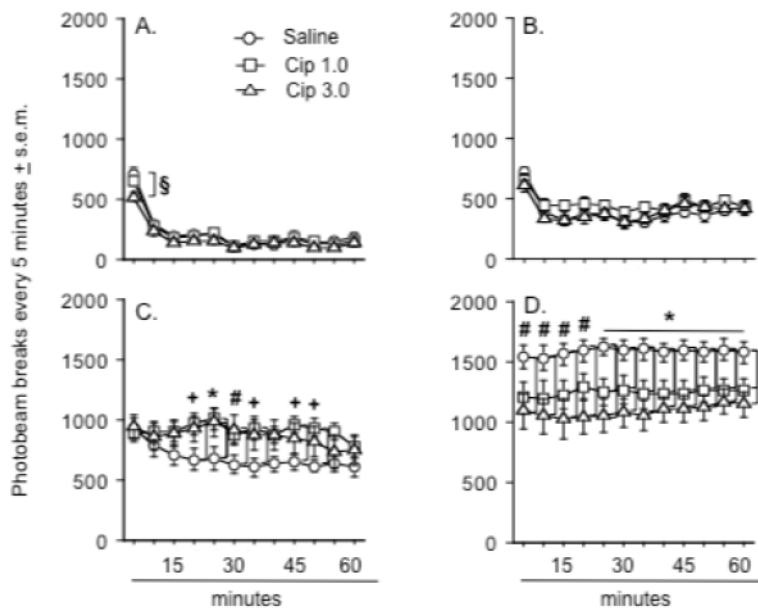 A.
Saline
Cip 1.0
Cip 3.0
2000
1500
1000
500
0
§
B.
2000
1500
1000
500
0
Photobeam breaks every 5 minutes ± s.e.m.
C.
2000
1500
1000
500
0
+ * # + + +
15 30 45 60
minutes
D.
2000
1500
1000
500
0
# # # # *
15 30 45 60
minutes